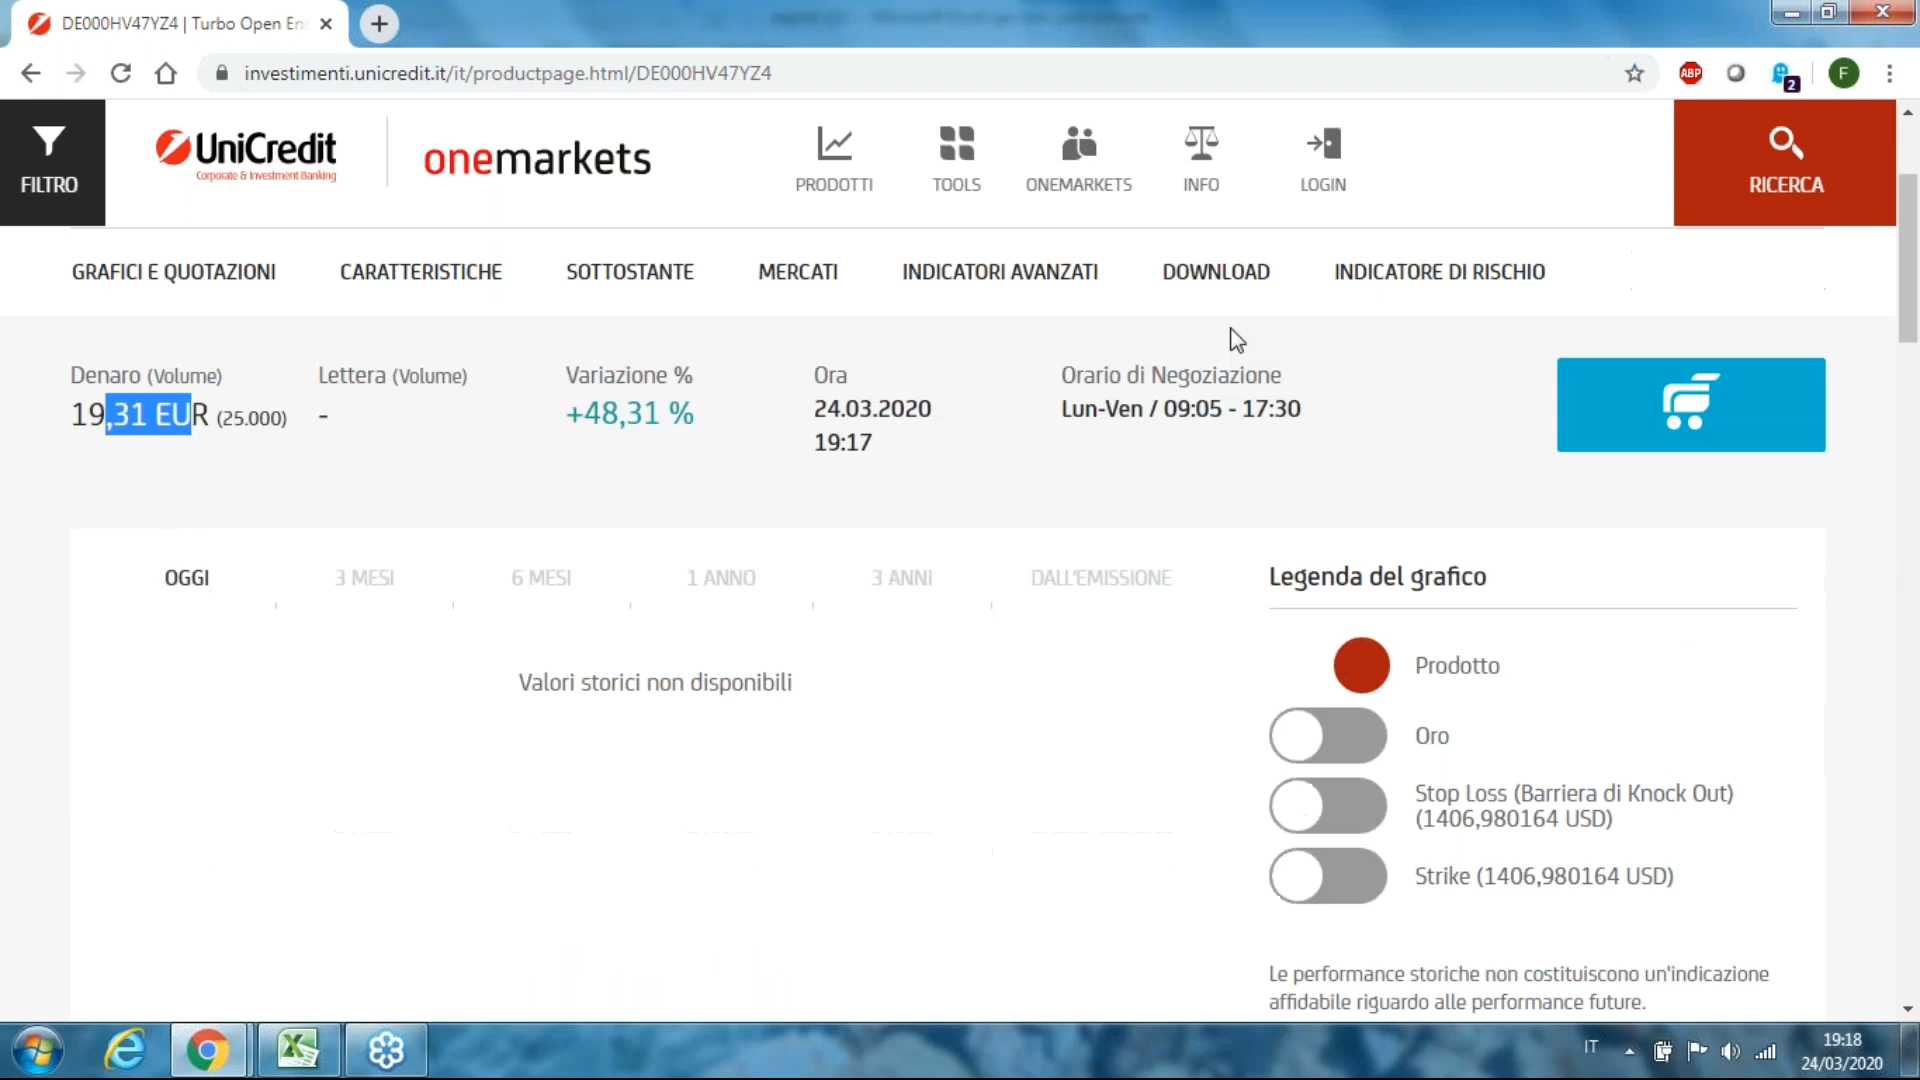 DE000HV47YZ4 | Turbo Open En
investimenti.unicredit.it/it/productpage.html/DE000HV47YZ4
ABP
2
F
FILTRO
UniCredit
Corporate & Investment Banking
onemarkets
PRODOTTI
TOOLS
ONEMARKETS
INFO
LOGIN
RICERCA
GRAFICI E QUOTAZIONI
CARATTERISTICHE
SOTTOSTANTE
MERCATI
INDICATORI AVANZATI
DOWNLOAD
INDICATORE DI RISCHIO
Denaro (Volume)
19,31 EUR (25.000)
Lettera (Volume)
-
Variazione %
+48,31 %
Ora
24.03.2020
19:17
Orario di Negoziazione
Lun-Ven / 09:05 - 17:30
OGGI
3 MESI
6 MESI
1 ANNO
3 ANNI
DALL'EMISSIONE
Valori storici non disponibili
Legenda del grafico
Prodotto
Oro
Stop Loss (Barriera di Knock Out)
(1406,980164 USD)
Strike (1406,980164 USD)
Le performance storiche non costituiscono un'indicazione
affidabile riguardo alle performance future.
IT
19:18
24/03/2020